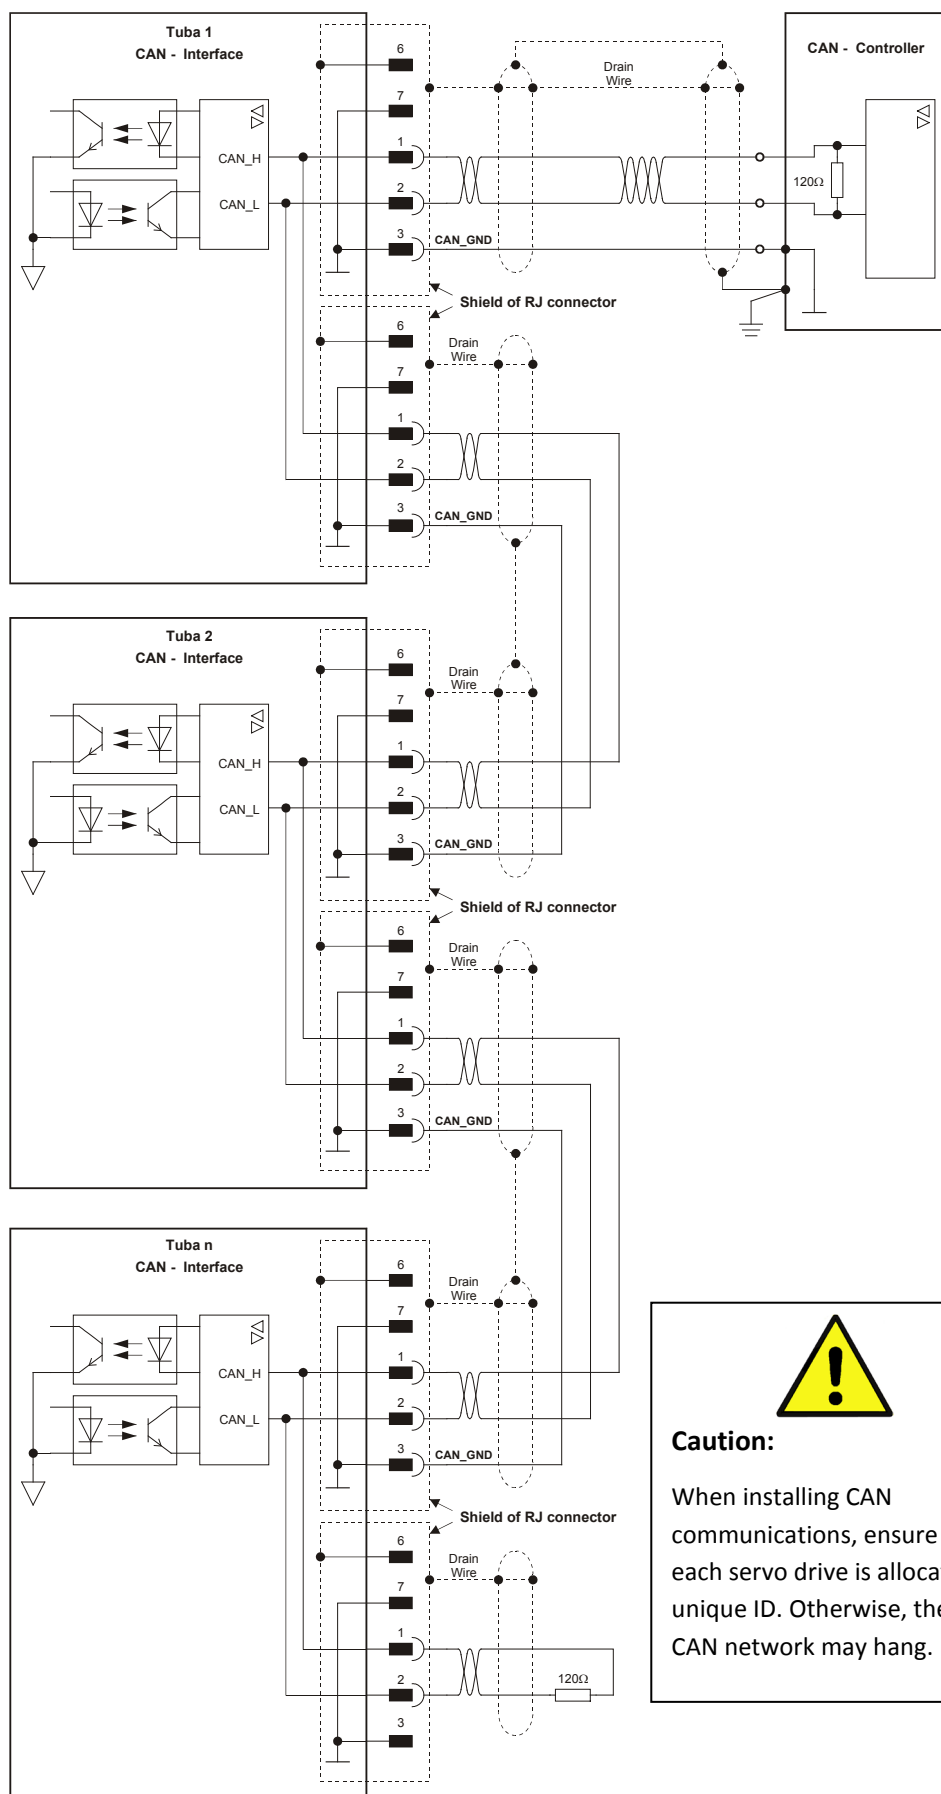 Tuba 1
CAN - Interface
CAN_H
CAN_L
6
7
1
2
3
CAN_GND
Drain
Wire
CAN - Controller
120Ω
Shield of RJ connector
6
7
1
2
3
CAN_GND
Drain
Wire
Tuba 2
CAN - Interface
CAN_H
CAN_L
6
7
1
2
3
CAN_GND
Drain
Wire
Shield of RJ connector
6
7
1
2
3
CAN_GND
Drain
Wire
Tuba n
CAN - Interface
CAN_H
CAN_L
6
7
1
2
3
CAN_GND
Drain
Wire
Shield of RJ connector
6
7
1
2
3
Drain
Wire
120Ω
Caution:
When installing CAN
communications, ensure
each servo drive is
unique ID. Otherwise,
CAN network may hang.